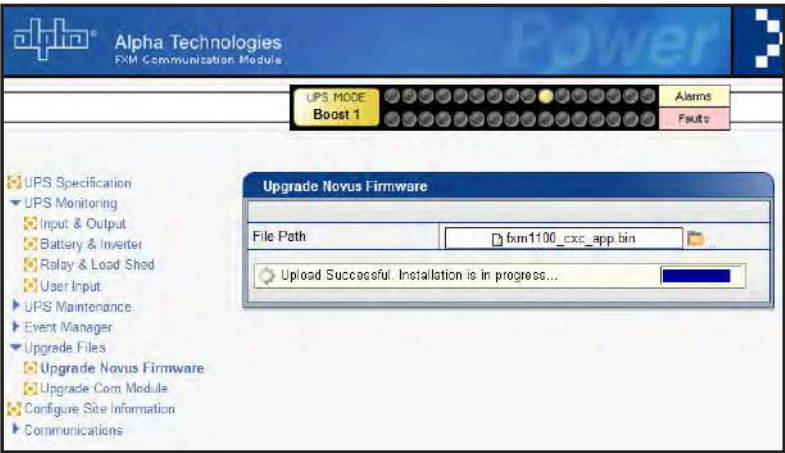 alpha® Alpha Technologies Power
FXM Communication Module
UPS MODE
Boost 1
Alarms
Faults
UPS Specification
UPS Monitoring
Input & Output
Battery & Inverter
Relay & Load Shed
User Input
UPS Maintenance
Event Manager
Upgrade Files
Upgrade Novus Firmware
Upgrade Com Module
Configure Site Information
Communications
Upgrade Novus Firmware
File Path fxm1100_cxc_app.bin
Upload Successful. Installation is in progress...